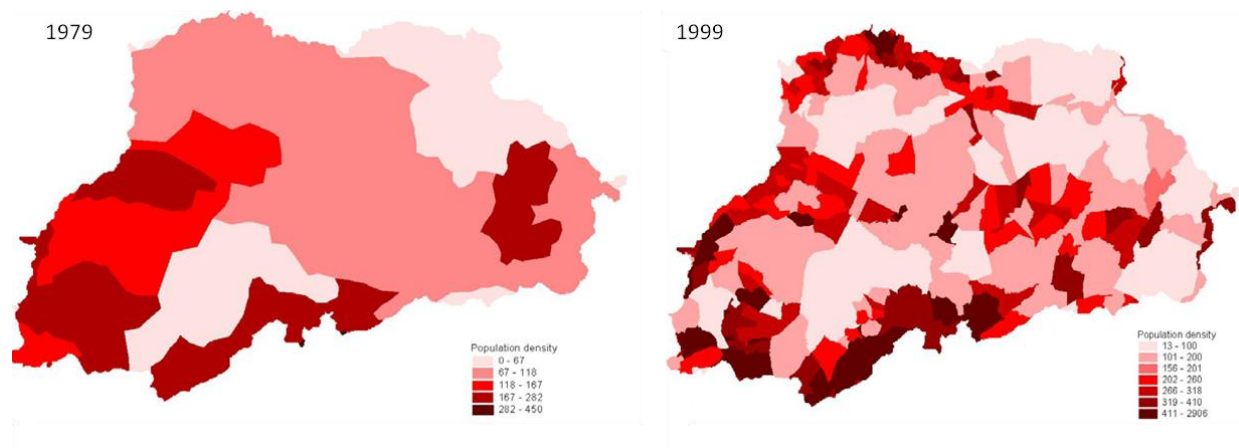 1979
Population density
0 - 67
67 - 118
118 - 167
167 - 282
282 - 450
1999
Population density
13 - 100
101 - 200
156 - 201
202 - 260
266 - 318
319 - 410
411 - 2906